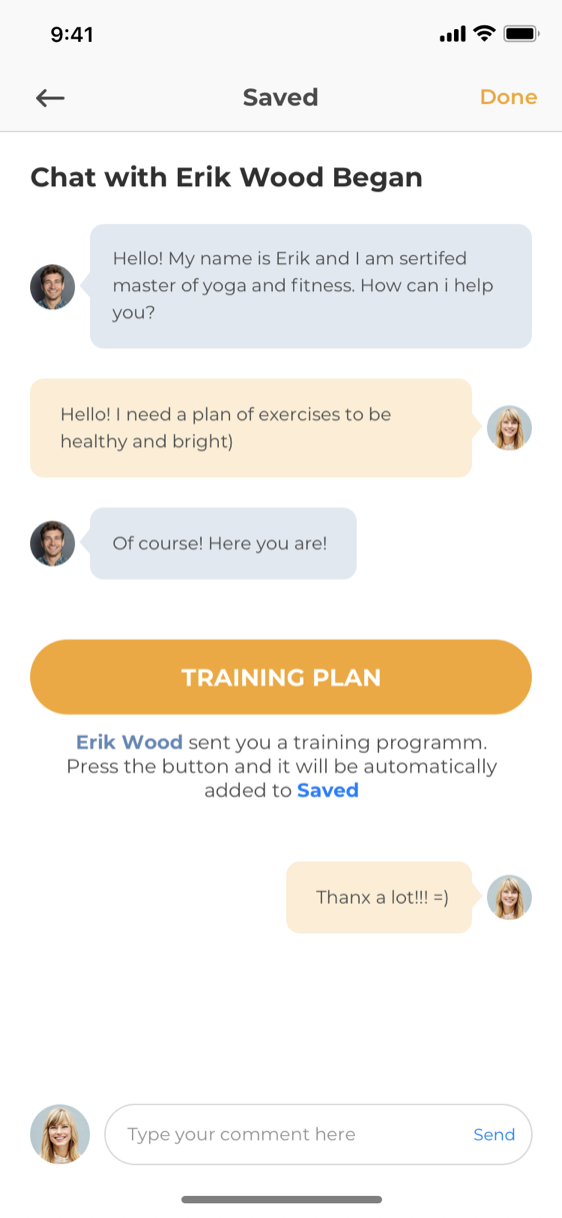 9:41
Saved
Done
Chat with Erik Wood Began
Hello! My name is Erik and I am sertifed
master of yoga and fitness. How can i help
you?
Hello! I need a plan of exercises to be
healthy and bright)
Of course! Here you are!
TRAINING PLAN
Erik Wood sent you a training programm.
Press the button and it will be automatically
added to Saved
Thanx a lot!!! =)
Type your comment here
Send